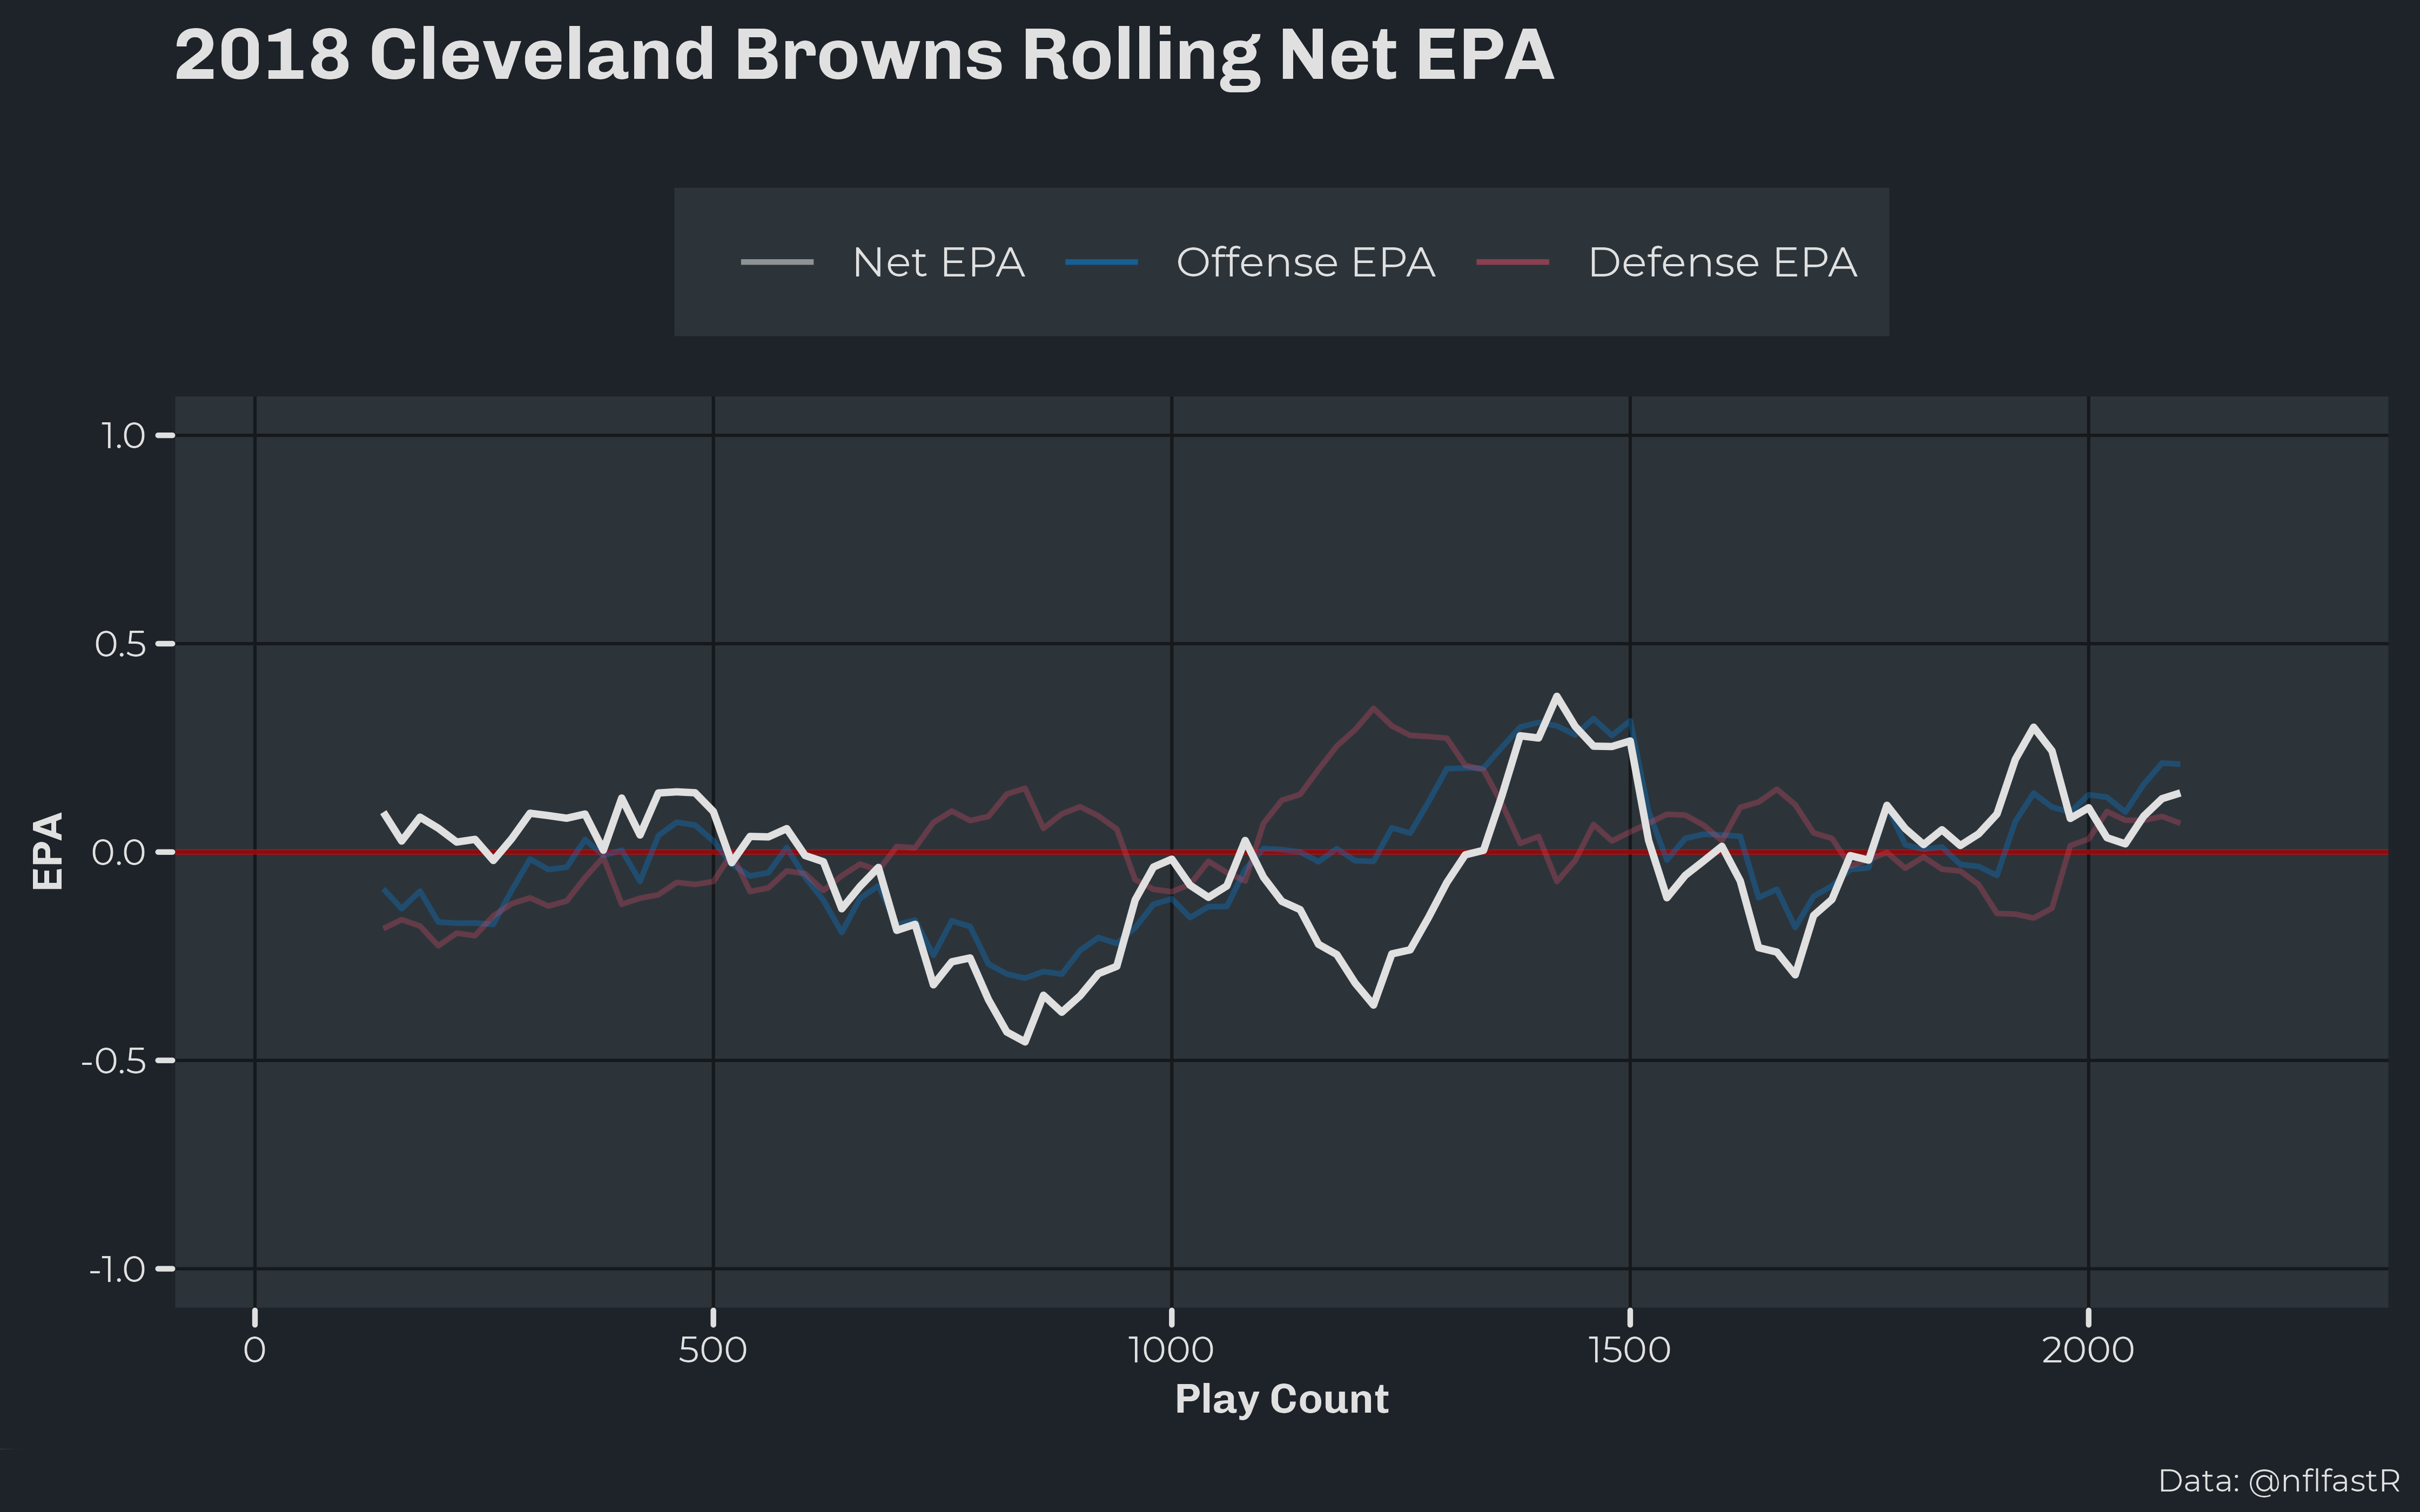 2018 Cleveland Browns Rolling Net EPA
Net EPA Offense EPA Defense EPA
EPA
1.0
0.5
0.0
-0.5
-1.0
0 500 1000 1500 2000
Play Count
Data: @nflfastR